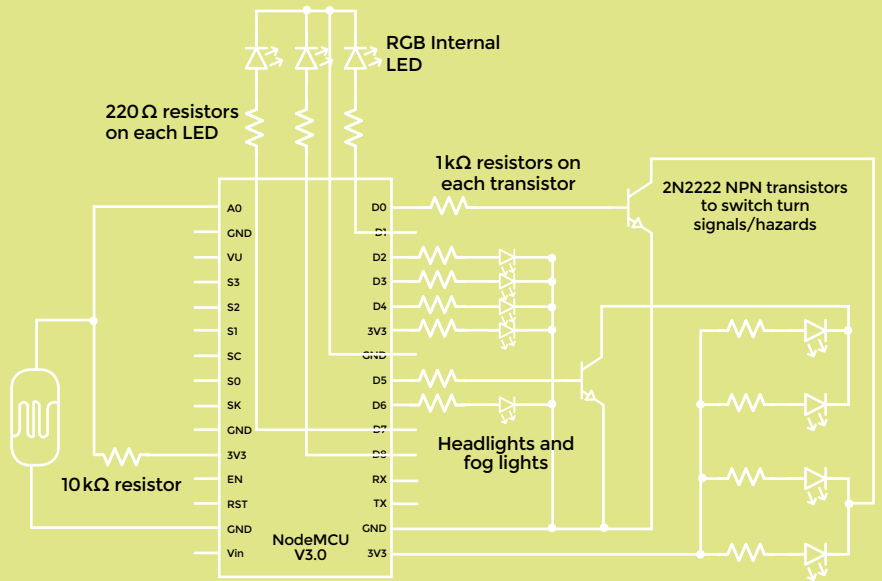 RGB Internal
LED
220 Ω resistors
on each LED
1kΩ resistors on
each transistor
2N2222 NPN transistors
to switch turn
signals/hazards
A0
GND
VU
S3
S2
S1
SC
S0
SK
GND
3V3
EN
RST
GND
Vin
D0
D1
D2
D3
D4
3V3
GND
D5
D6
D7
D8
RX
TX
GND
3V3
10kΩ resistor
Headlights and
fog lights
NodeMCU
V3.0